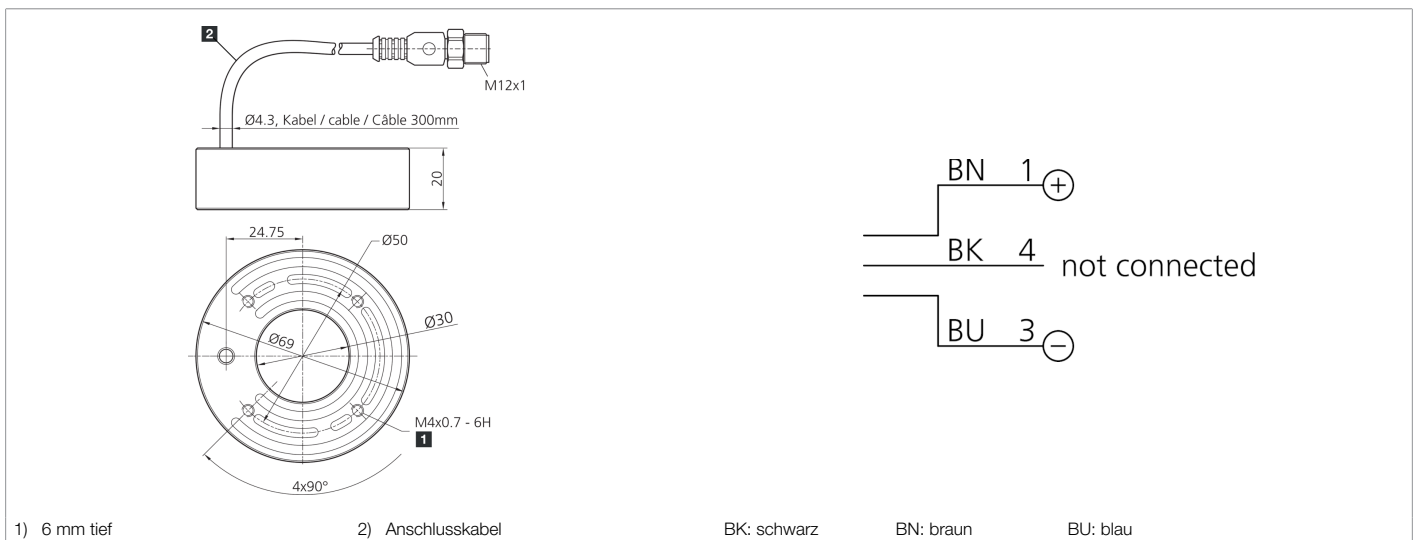 2
M12x1
Ø4.3, Kabel / cable / Câble 300mm
20
24.75
Ø50
Ø30
Ø69
M4x0.7 - 6H
1
4x90°
BN 1 +
BK 4 not connected
BU 3 −
1) 6 mm tief
2) Anschlusskabel
BK: schwarz
BN: braun
BU: blau